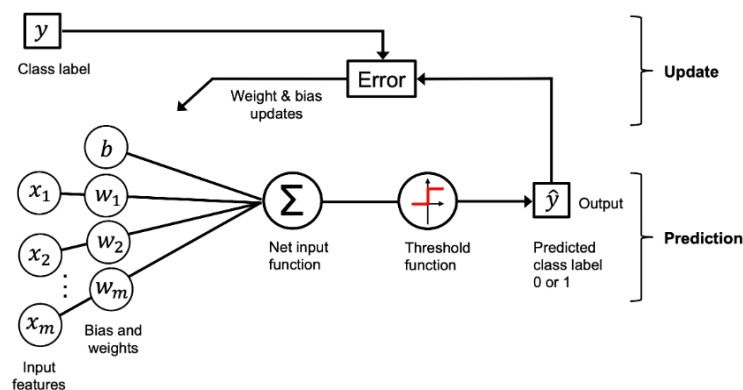 y
Class label
Error
Update
Weight & bias
updates
b
x₁
w₁
x₂
w₂
⋮
xₘ
wₘ
Σ
Net input
function
Threshold
function
ŷ
Output
Predicted
class label
0 or 1
Prediction
Bias and
weights
Input
features